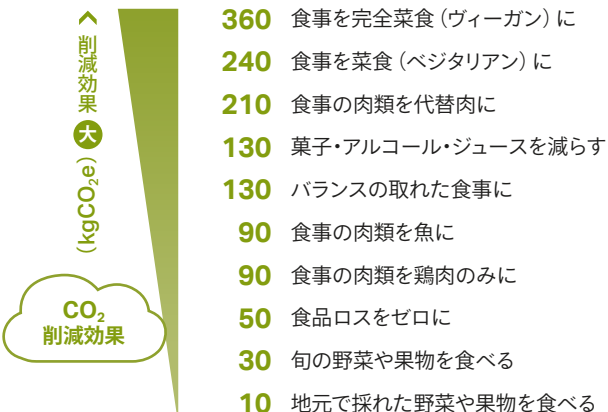 削減効果 大 (kgCO₂e)
CO₂
削減効果
360 食事を完全菜食(ヴィーガン)に
240 食事を菜食(ベジタリアン)に
210 食事の肉類を代替肉に
130 菓子・アルコール・ジュースを減らす
130 バランスの取れた食事に
90 食事の肉類を魚に
90 食事の肉類を鶏肉のみに
50 食品ロスをゼロに
30 旬の野菜や果物を食べる
10 地元で採れた野菜や果物を食べる